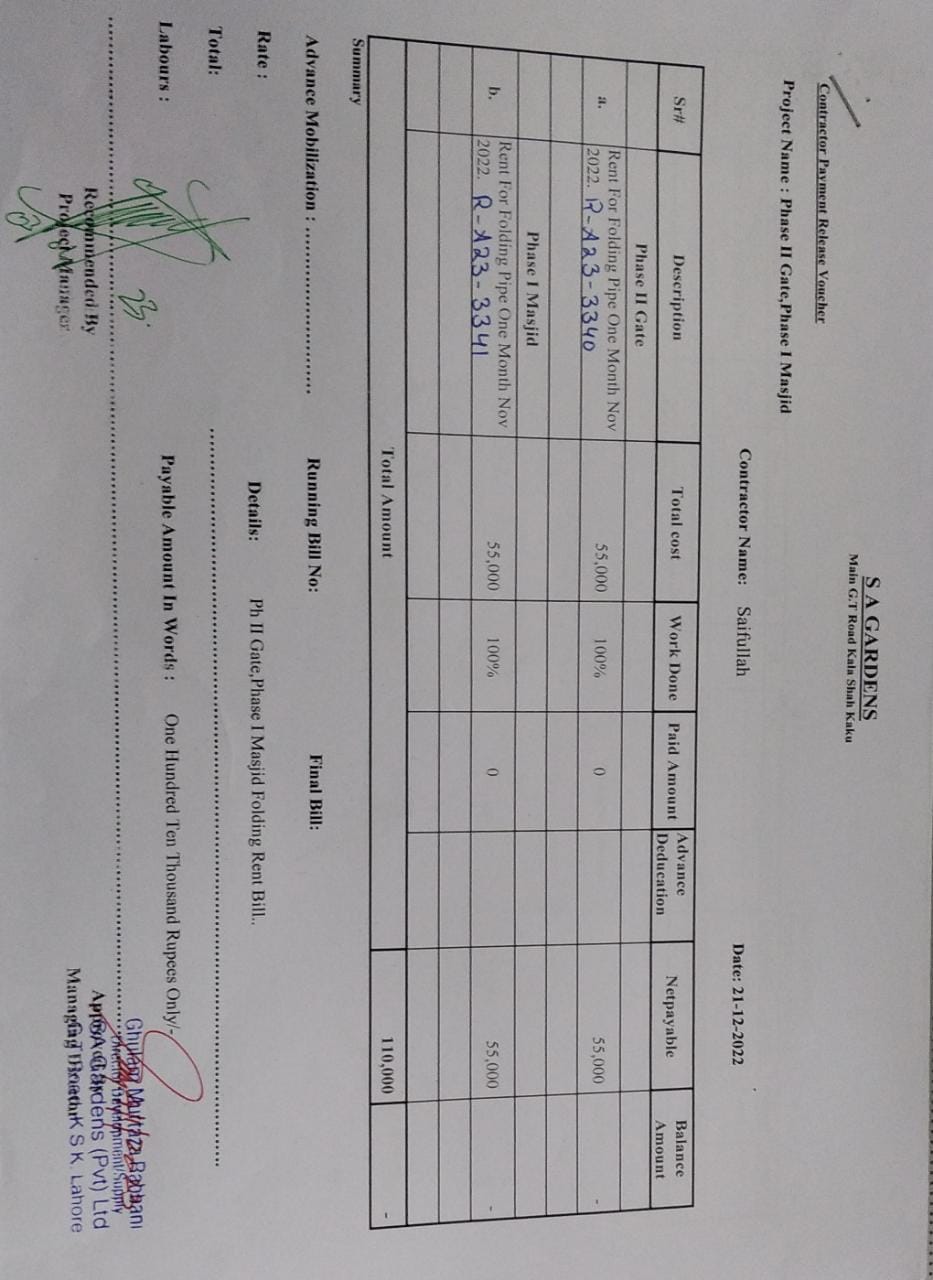 S A GARDENS
Main G.T Road Kala Shah Kaku
Contractor Payment Release Voucher
Project Name : Phase II Gate,Phase I Masjid
Contractor Name: Saifullah Date: 21-12-2022
Sr# Description Total cost Work Done Paid Amount Advance Deducation Netpayable Balance Amount
Phase II Gate
a. Rent For Folding Pipe One Month Nov 55,000 100% 0 55,000 -
2022. R-A23-3340
Phase I Masjid
b. Rent For Folding Pipe One Month Nov 55,000 100% 0 55,000 -
2022. R-A23-3341
Total Amount 110,000 -
Summary
Advance Mobilization : ........................... Running Bill No: Final Bill:
Rate : Details: Ph II Gate,Phase I Masjid Folding Rent Bill..
Total:
Labours : Payable Amount In Words : One Hundred Ten Thousand Rupees Only/-
Ghulam Murtaza Rabbani
Development/Supply
Recommended By
SA Gardens (Pvt) Ltd
Project Manager
Managing Director
K S K. Lahore